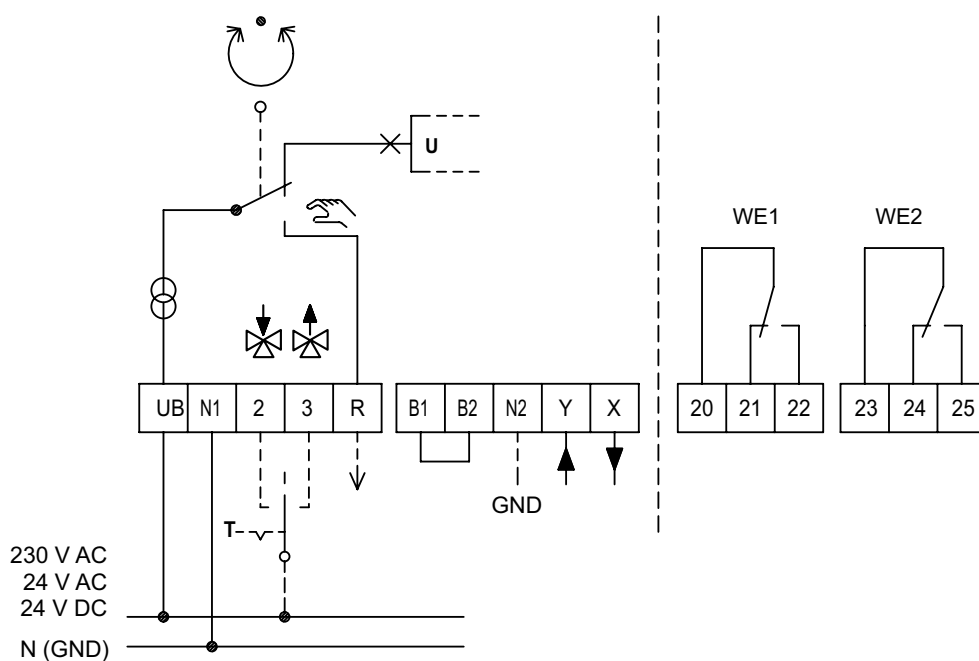 U
WE1 WE2
UB N1 2 3 R B1 B2 N2 Y X 20 21 22 23 24 25
GND
T
230 V AC
24 V AC
24 V DC
N (GND)